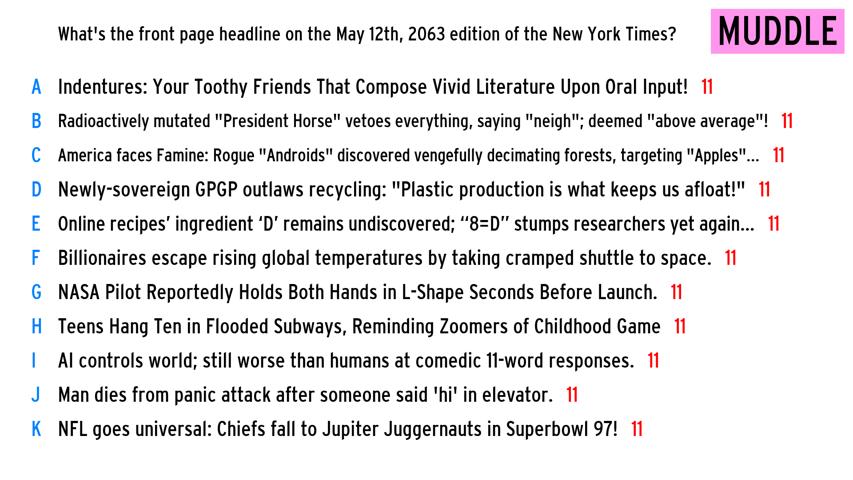 What's the front page headline on the May 12th, 2063 edition of the New York Times?
MUDDLE
A Indentures: Your Toothy Friends That Compose Vivid Literature Upon Oral Input! 11
B Radioactively mutated "President Horse" vetoes everything, saying "neigh"; deemed "above average"! 11
C America faces Famine: Rogue "Androids" discovered vengefully decimating forests, targeting "Apples"... 11
D Newly-sovereign GPGP outlaws recycling: "Plastic production is what keeps us afloat!" 11
E Online recipes’ ingredient ‘D’ remains undiscovered; “8=D” stumps researchers yet again... 11
F Billionaires escape rising global temperatures by taking cramped shuttle to space. 11
G NASA Pilot Reportedly Holds Both Hands in L-Shape Seconds Before Launch. 11
H Teens Hang Ten in Flooded Subways, Reminding Zoomers of Childhood Game 11
I AI controls world; still worse than humans at comedic 11-word responses. 11
J Man dies from panic attack after someone said 'hi' in elevator. 11
K NFL goes universal: Chiefs fall to Jupiter Juggernauts in Superbowl 97! 11